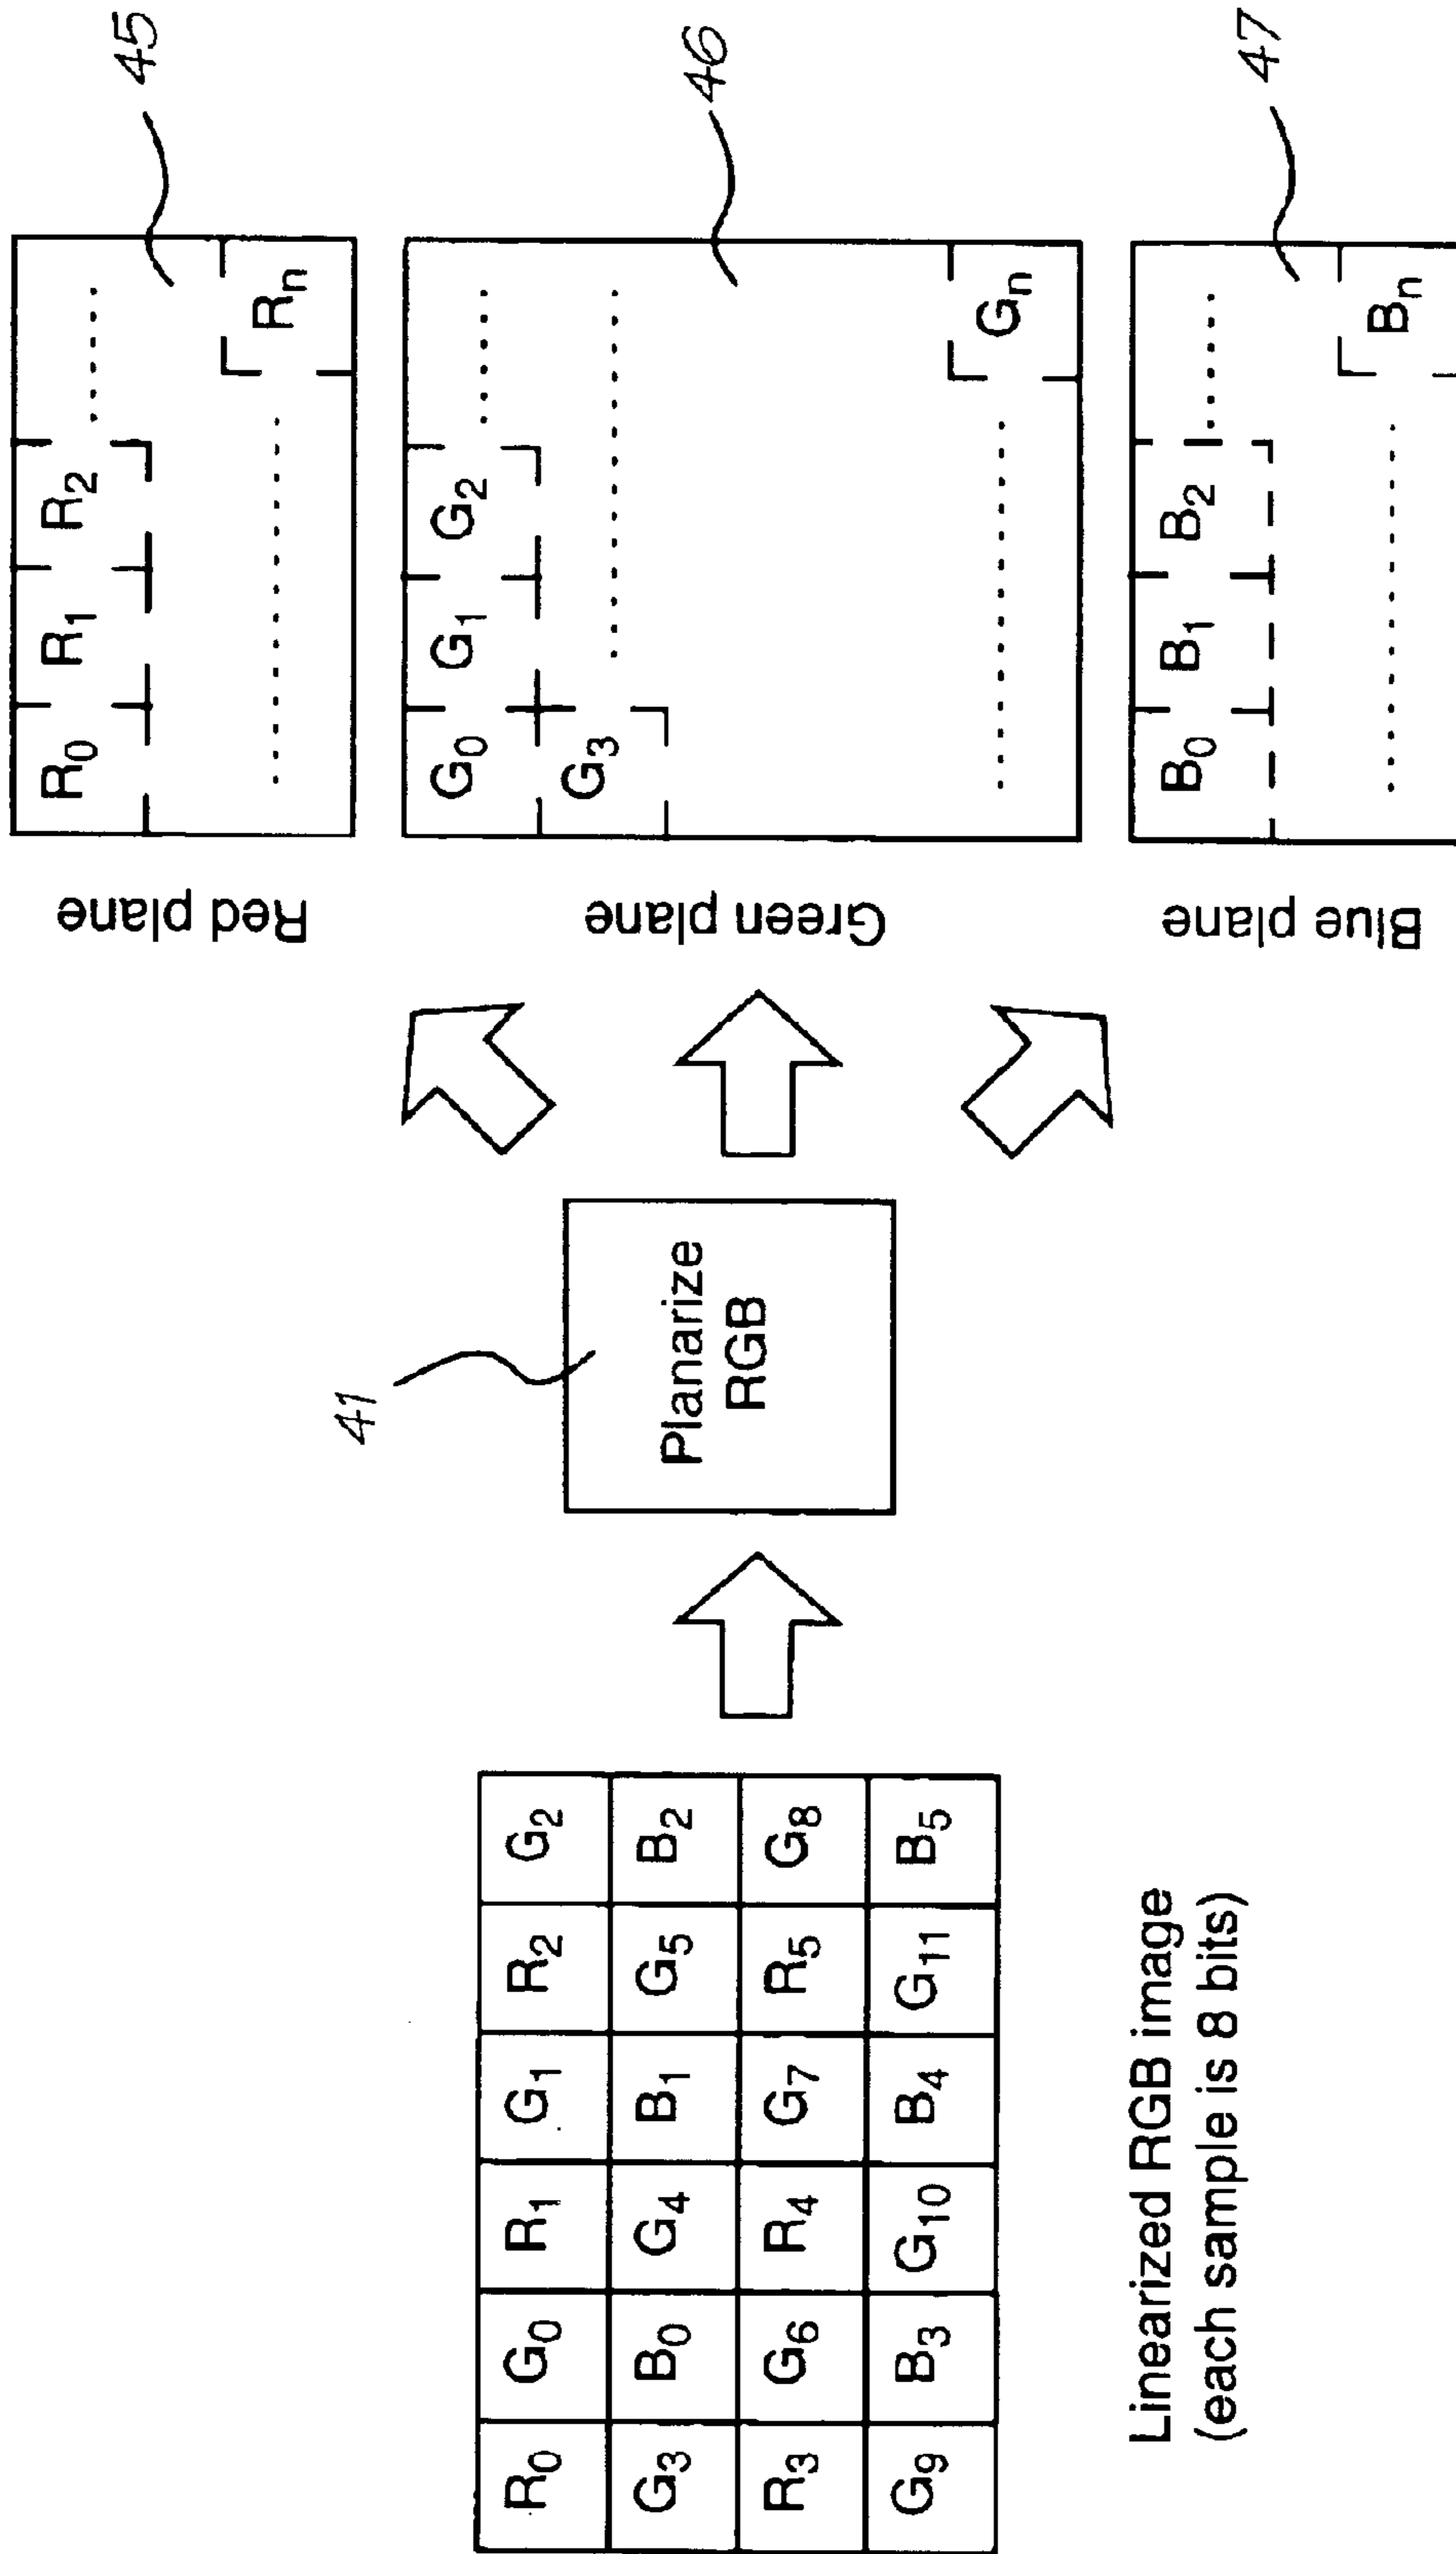 R0 G0 R1 G1 R2 G2
G3 B0 G4 B1 G5 B2
R3 G6 R4 G7 R5 G8
G9 B3 G10 B4 G11 B5
Linearized RGB image
(each sample is 8 bits)
41
Planarize
RGB
Red plane
R0 R1 R2 ......
.............. Rn
45
Green plane
G0 G1 G2 ......
G3 ..............
.............. Gn
46
Blue plane
B0 B1 B2 ......
.............. Bn
47